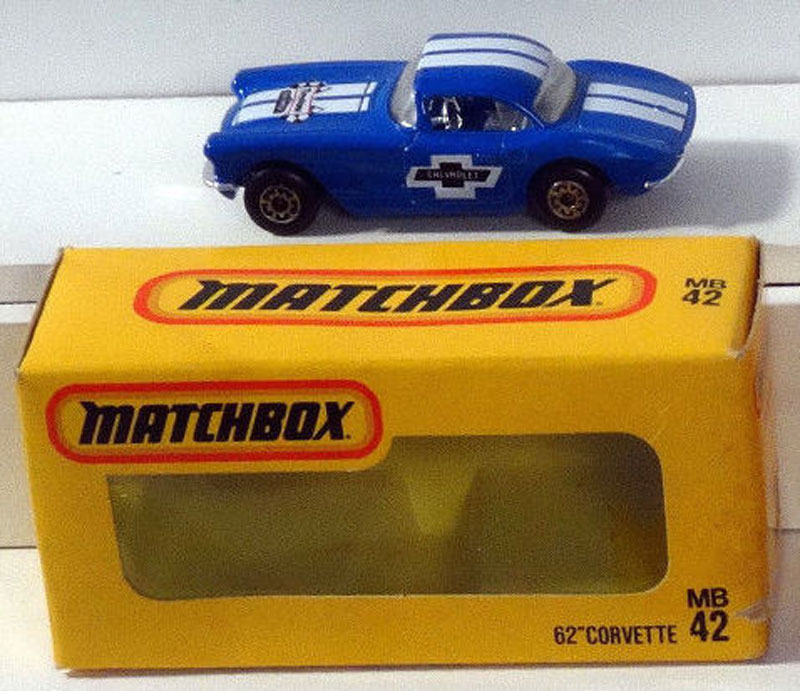 CHEVROLET
MATCHBOX
MB
42
MATCHBOX
MB
62"CORVETTE 42